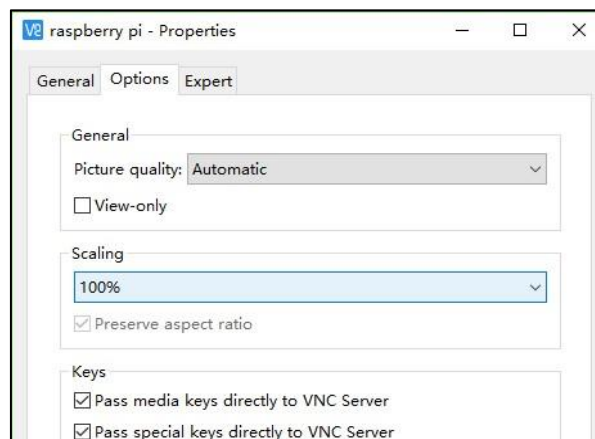 raspberry pi - Properties
General Options Expert
General
Picture quality: Automatic
View-only
Scaling
100%
Preserve aspect ratio
Keys
Pass media keys directly to VNC Server
Pass special keys directly to VNC Server